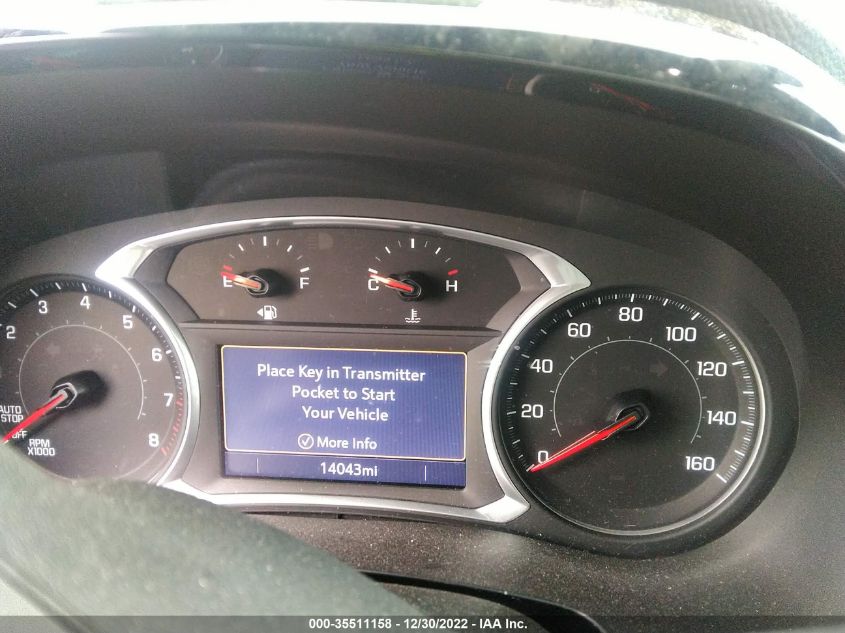 E F
C H
2 3 4 5 6 7 8
AUTO
STOP
OFF
RPM
X1000
Place Key in Transmitter
Pocket to Start
Your Vehicle
More Info
14043mi
0 20 40 60 80 100 120 140 160
000-35511158 - 12/30/2022 - IAA Inc.